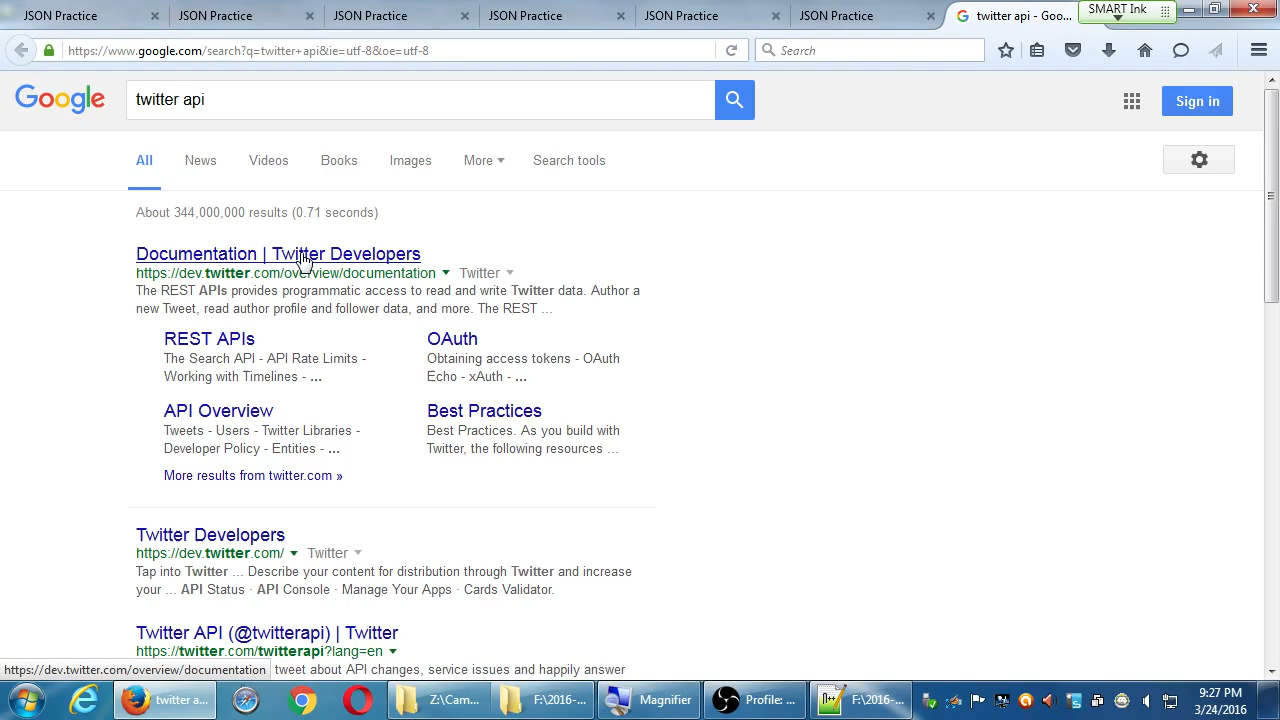 JSON Practice
JSON Practice
JSON Practice
JSON Practice
JSON Practice
JSON Practice
twitter api - Goo...
SMART Ink
https://www.google.com/search?q=twitter+api&ie=utf-8&oe=utf-8
Search
Google
twitter api
Sign in
All
News
Videos
Books
Images
More
Search tools
About 344,000,000 results (0.71 seconds)
Documentation | Twitter Developers
https://dev.twitter.com/overview/documentation
Twitter
The REST APIs provides programmatic access to read and write Twitter data. Author a
new Tweet, read author profile and follower data, and more. The REST ...
REST APIs
The Search API - API Rate Limits -
Working with Timelines - ...
OAuth
Obtaining access tokens - OAuth
Echo - xAuth - ...
API Overview
Tweets - Users - Twitter Libraries -
Developer Policy - Entities - ...
Best Practices
Best Practices. As you build with
Twitter, the following resources ...
More results from twitter.com »
Twitter Developers
https://dev.twitter.com/
Twitter
Tap into Twitter ... Describe your content for distribution through Twitter and increase
your ... API Status · API Console · Manage Your Apps · Cards Validator.
Twitter API (@twitterapi) | Twitter
https://twitter.com/twitterapi?lang=en
https://dev.twitter.com/overview/documentation
tweet about API changes, service issues and happily answer
twitter a...
Z:\Cam...
F:\2016-...
Magnifier
Profile: ...
F:\2016-...
9:27 PM
3/24/2016